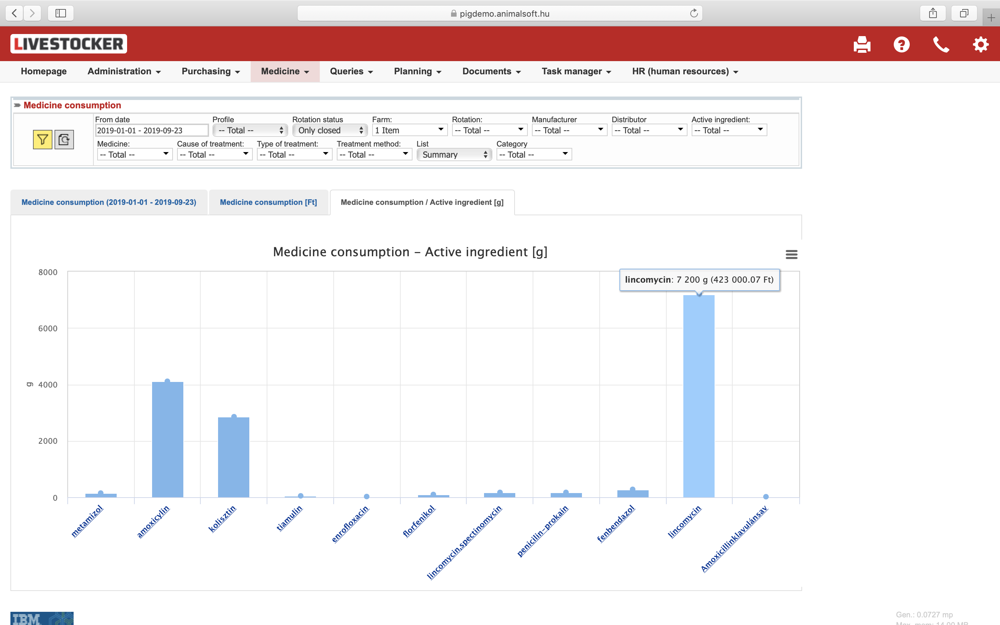 pigdemo.animalsoft.hu
LIVESTOCKER
Homepage Administration Purchasing Medicine Queries Planning Documents Task manager HR (human resources)
Medicine consumption
From date Profile Rotation status Farm: Rotation: Manufacturer Distributor Active ingredient:
2019-01-01 - 2019-09-23 -- Total -- Only closed 1 Item -- Total -- -- Total -- -- Total -- -- Total --
Medicine: Cause of treatment: Type of treatment: Treatment method: List Category
-- Total -- -- Total -- -- Total -- -- Total -- Summary -- Total --
Medicine consumption (2019-01-01 - 2019-09-23) Medicine consumption [Ft] Medicine consumption / Active ingredient [g]
Medicine consumption – Active ingredient [g]
lincomycin: 7 200 g (423 000.07 Ft)
8000
6000
g 4000
2000
0
metamizol
amoxicylin
kolisztin
tiamulin
enrofloxacin
florfenikol
lincomycin,spectinomycin
penicilin-prokain
fenbendazol
lincomycin
Amoxicillinklavulánsav
IBM
Gen.: 0.0727 mp
Max. mem: 14.00 MB